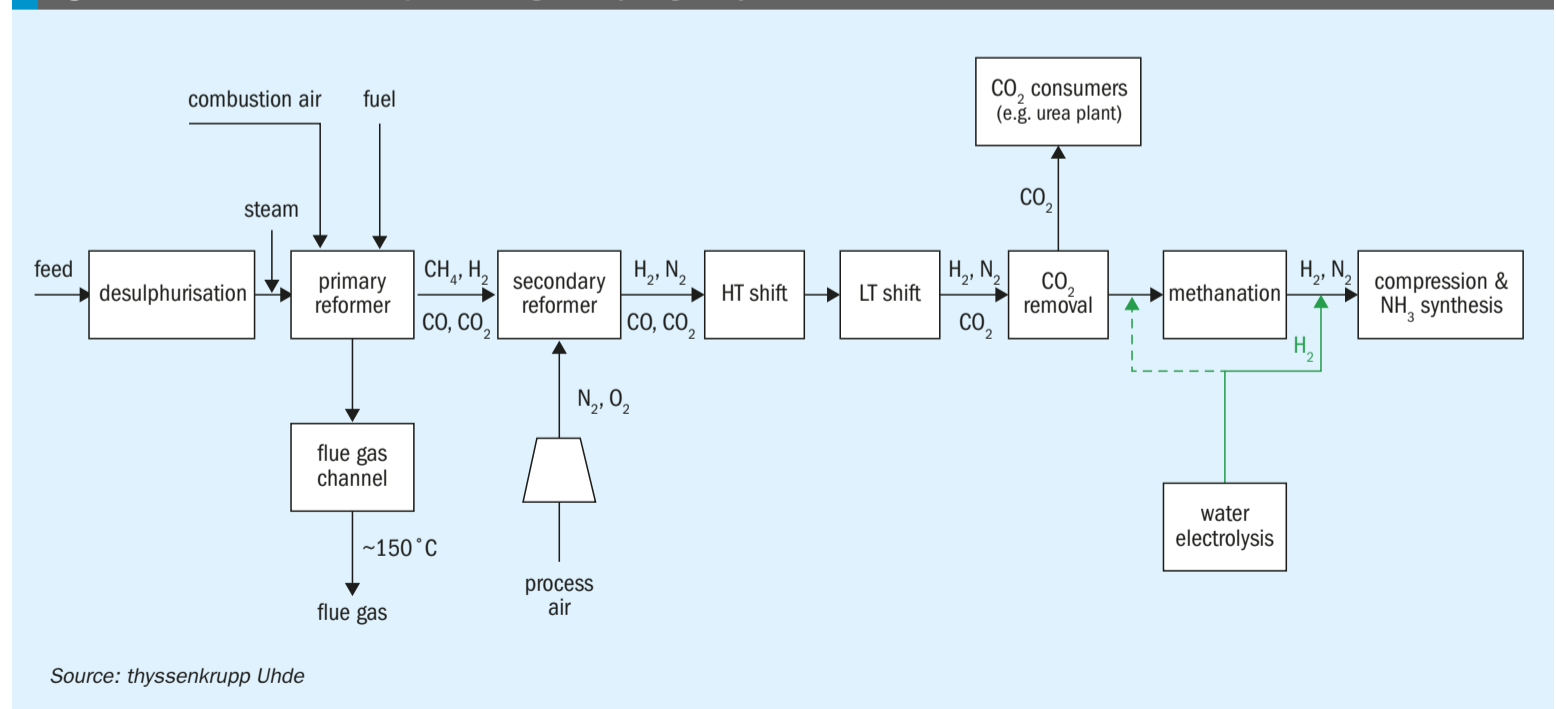 combustion air
fuel
CO₂ consumers
(e.g. urea plant)
steam
CO₂
feed
desulphurisation
primary
reformer
CH₄, H₂
CO, CO₂
secondary
reformer
H₂, N₂
CO, CO₂
HT shift
LT shift
H₂, N₂
CO₂
CO₂
removal
methanation
H₂, N₂
H₂
compression &
NH₃ synthesis
flue gas
channel
N₂, O₂
~150˚C
flue gas
process
air
water
electrolysis
Source: thyssenkrupp Uhde